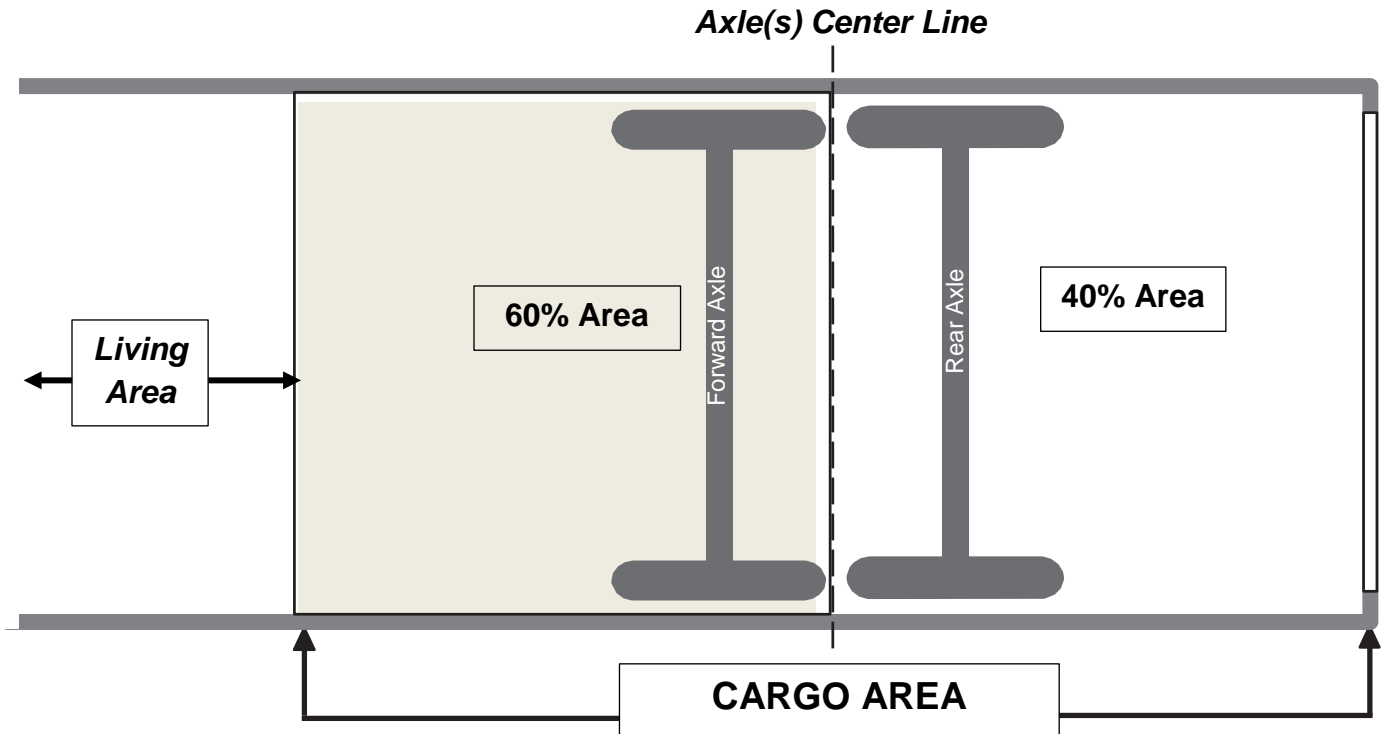 Axle(s) Center Line
60% Area
Forward Axle
Rear Axle
40% Area
Living
Area
CARGO AREA